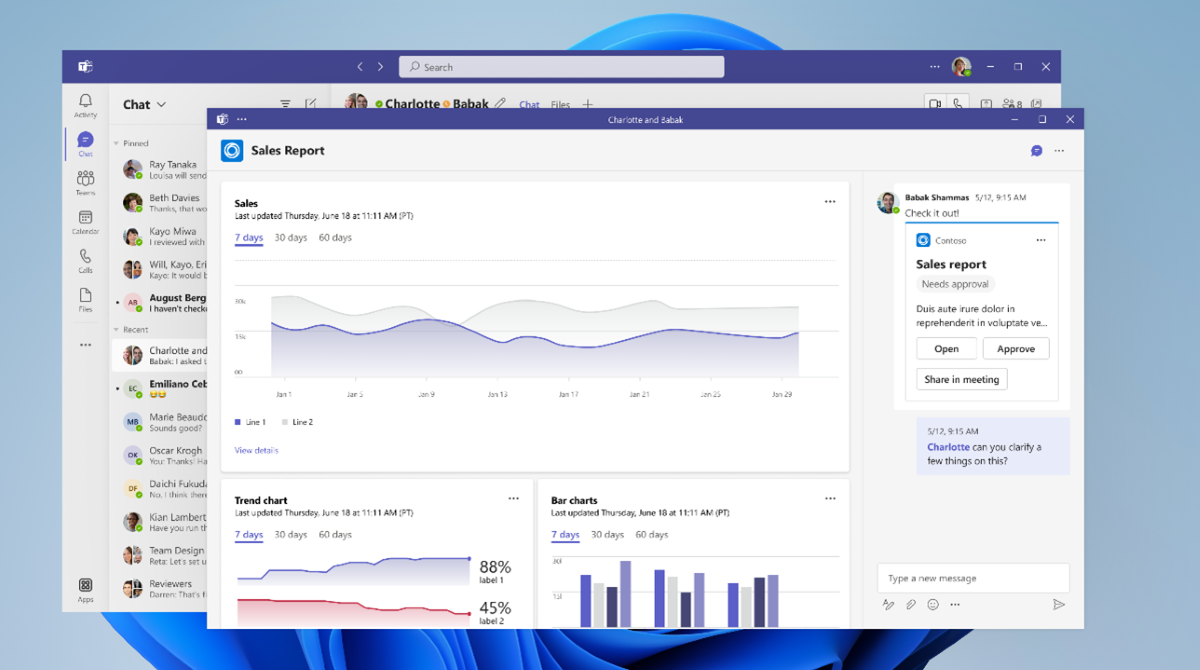 Search
Activity
Chat
Teams
Calendar
Calls
Files
Apps
Chat
Pinned
Ray Tanaka
Louisa will send
Beth Davies
Thanks, that wo
Kayo Miwa
I reviewed with
Will, Kayo, Eri
Kayo: It would b
AB
August Berg
I haven't checke
Recent
Charlotte and
Babak: I asked t
EC
Emiliano Ceb
MB
Marie Beaudo
Sounds good?
OK
Oscar Krogh
You: Thanks! Ha
DF
Daichi Fukuda
No, I think there
Kian Lambert
Have you run th
Team Design
Reta: Let's set u
Reviewers
Darren: That's fi
Charlotte Babak
Chat Files
8
Charlotte and Babak
Sales Report
Sales
Last updated Thursday, June 18 at 11:11 AM (PT)
7 days 30 days 60 days
30k
15k
00
Jan 1 Jan 5 Jan 9 Jan 13 Jan 17 Jan 21 Jan 25 Jan 29
Line 1 Line 2
View details
Trend chart
Last updated Thursday, June 18 at 11:11 AM (PT)
7 days 30 days 60 days
88%
label 1
45%
label 2
Bar charts
Last updated Thursday, June 18 at 11:11 AM (PT)
7 days 30 days 60 days
30k
15k
Babak Shammas 5/12, 9:15 AM
Check it out!
Contoso
Sales report
Needs approval
Duis aute irure dolor in
reprehenderit in voluptate ve...
Open Approve
Share in meeting
5/12, 9:15 AM
Charlotte can you clarify a
few things on this?
Type a new message